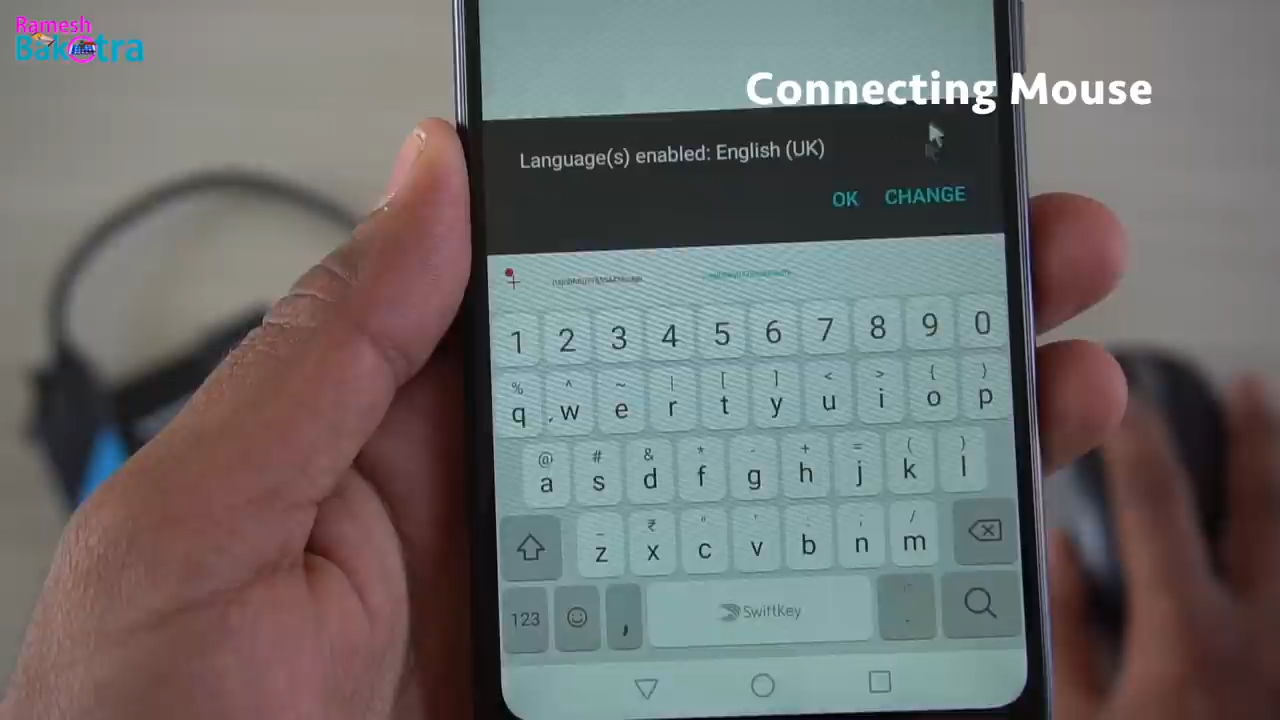 Ramesh
Bakotra
Connecting Mouse
Language(s) enabled: English (UK)
OK CHANGE
1 2 3 4 5 6 7 8 9 0
% ^ ~ | [ ] < > { }
q w e r t y u i o p
@ # & * - + = ( )
a s d f g h j k l
_ ₹ " ' : ; /
z x c v b n m
123 , SwiftKey .